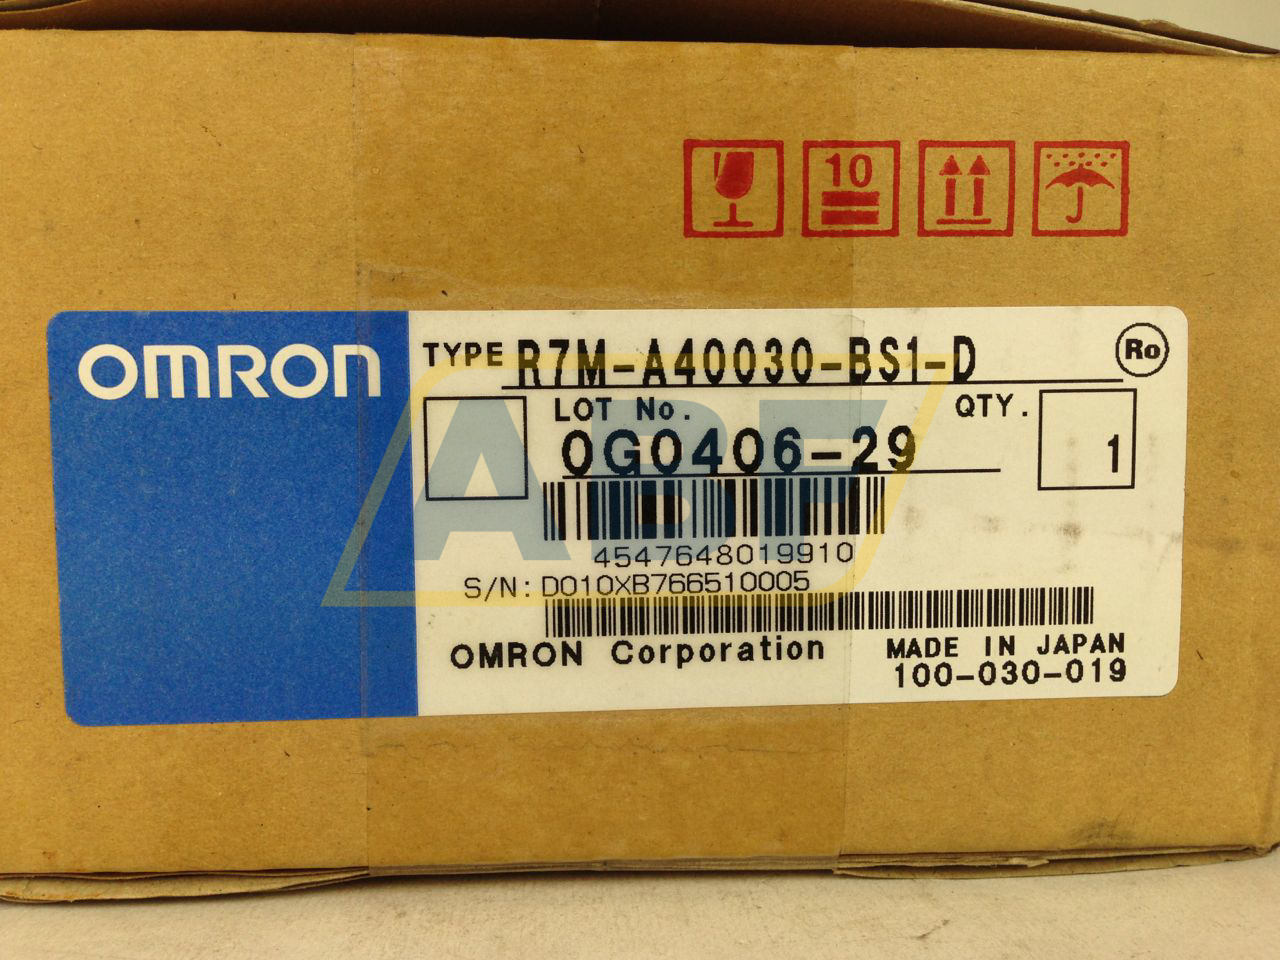 10
OMRON
TYPE R7M-A40030-BS1-D
Ro
LOT No.
QTY.
0G0406-29
1
ABF
4547648019910
S/N: D010XB766510005
OMRON Corporation
MADE IN JAPAN
100-030-019